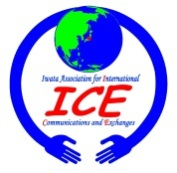 Iwata Association for International
ICE
Communications and Exchanges